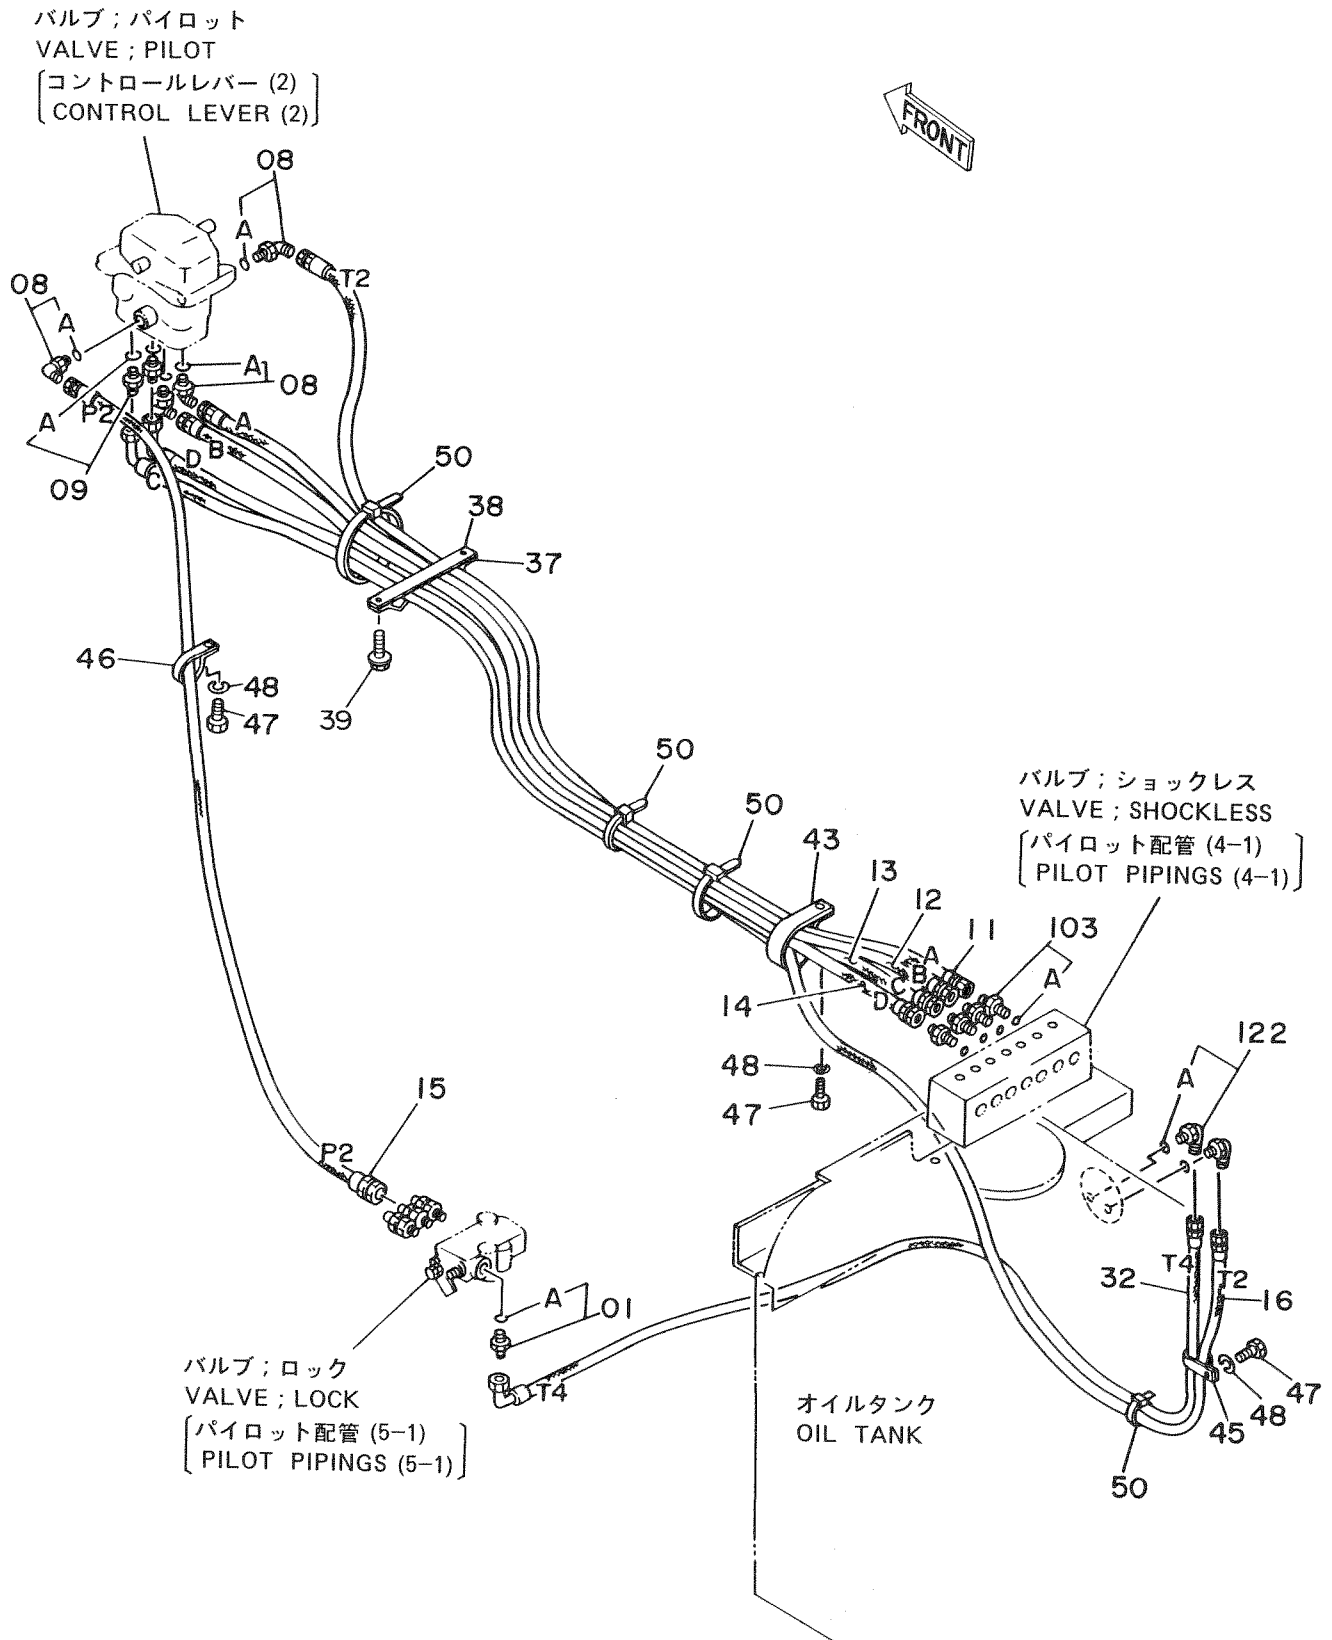 バルブ ; パイロット
VALVE ; PILOT
[コントロールレバー (2)]
[CONTROL LEVER (2)]
FRONT
08
A
T2
T
08
A
A
08
A
P2
A
B
D
C
09
50
38
37
39
46
48
47
50
50
43
13
12
11
103
A
B
C
D
A
14
48
47
バルブ ; ショックレス
VALVE ; SHOCKLESS
[パイロット配管 (4-1)]
[PILOT PIPINGS (4-1)]
122
A
15
P2
T4
T2
32
16
A
01
T4
バルブ ; ロック
VALVE ; LOCK
[パイロット配管 (5-1)]
[PILOT PIPINGS (5-1)]
オイルタンク
OIL TANK
47
48
45
50